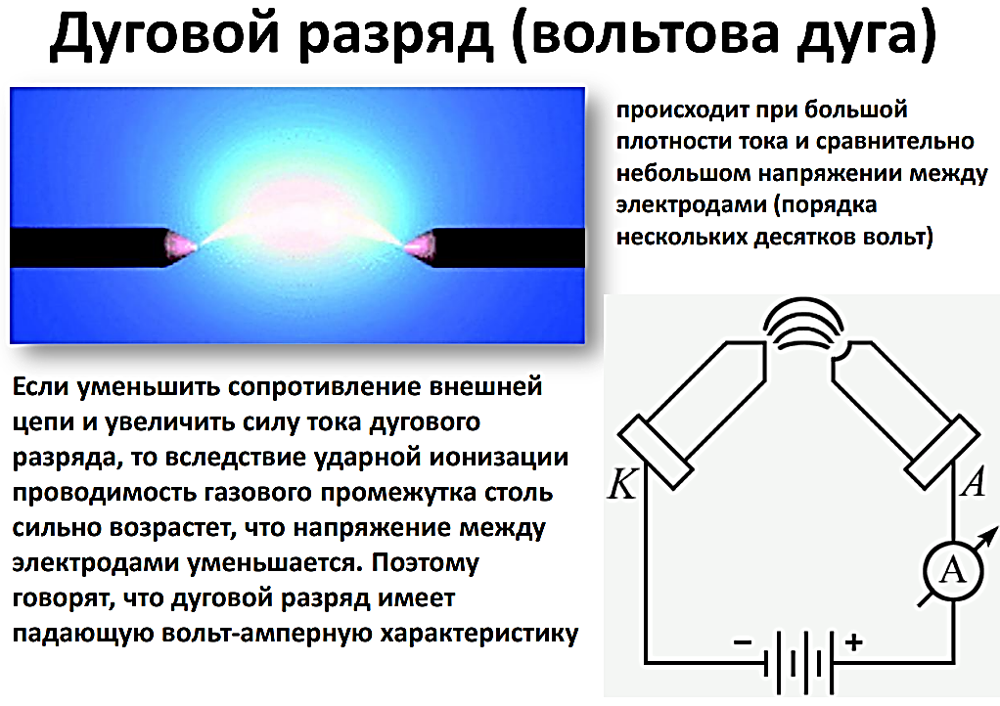 Дуговой разряд (вольтова дуга)
происходит при большой
плотности тока и сравнительно
небольшом напряжении между
электродами (порядка
нескольких десятков вольт)
Если уменьшить сопротивление внешней
цепи и увеличить силу тока дугового
разряда, то вследствие ударной ионизации
проводимость газового промежутка столь
сильно возрастет, что напряжение между
электродами уменьшается. Поэтому
говорят, что дуговой разряд имеет
падающую вольт-амперную характеристику
К
А
А
− +